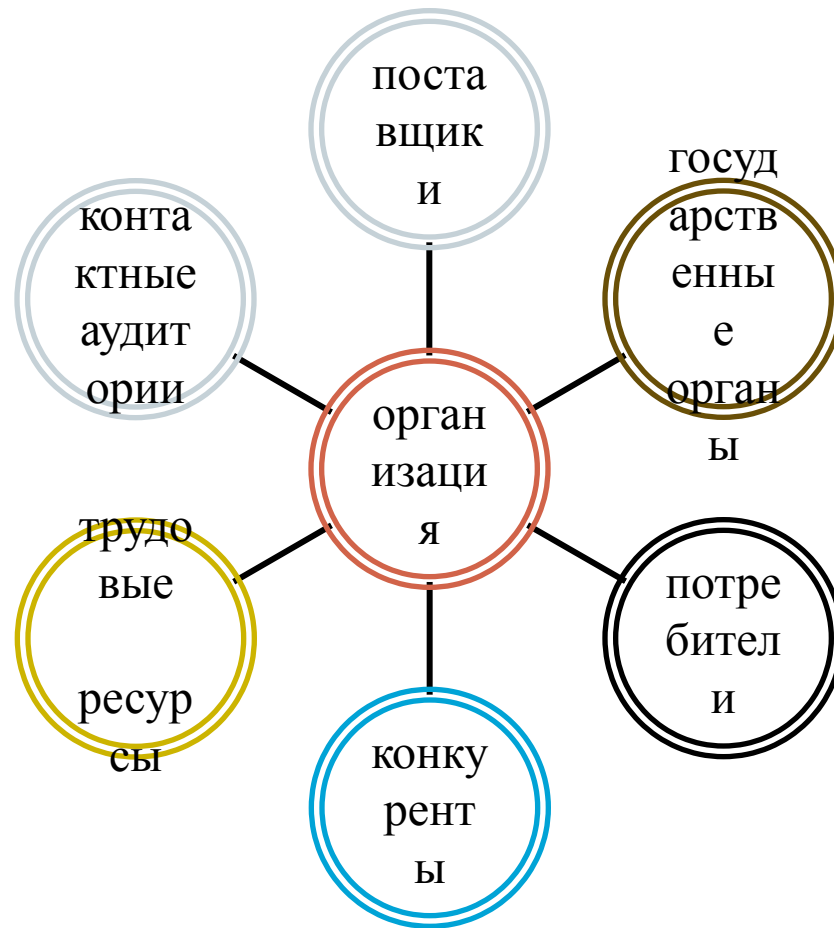 поста
вщик
и
госуд
арств
енны
е
орган
ы
конта
ктные
аудит
ории
орган
изаци
я
трудо
вые
ресур
сы
потре
бител
и
конку
рент
ы